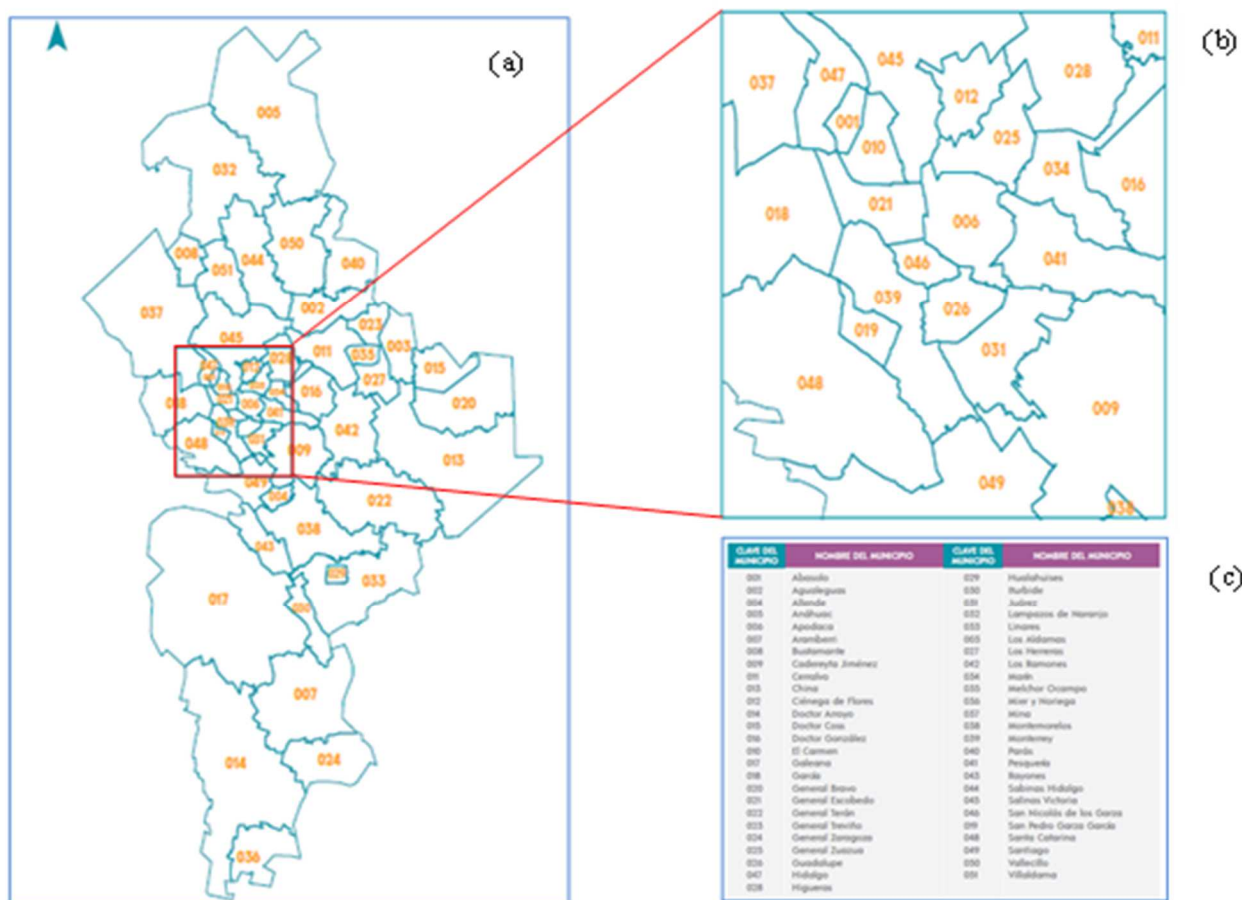 (a)
005
032
050
008
051
044
040
037
002
045
023
003
011
035
015
027
016
020
006
042
048
009
013
049
004
022
038
043
029
033
017
030
007
014
024
036
(b)
011
045
037
047
028
012
001
025
010
034
016
018
021
006
046
041
039
026
019
031
048
009
049
038
(c)
CLAVE DEL MUNICIPIO NOMBRE DEL MUNICIPIO CLAVE DEL MUNICIPIO NOMBRE DEL MUNICIPIO
001 Abasolo 029 Hualahuises
002 Agualeguas 030 Iturbide
004 Allende 031 Juárez
005 Anáhuac 032 Lampazos de Naranjo
006 Apodaca 033 Linares
007 Aramberri 003 Los Aldamas
008 Bustamante 027 Los Herreras
009 Cadereyta Jiménez 042 Los Ramones
011 Cerralvo 034 Marín
013 China 035 Melchor Ocampo
012 Ciénega de Flores 036 Mier y Noriega
014 Doctor Arroyo 037 Mina
015 Doctor Coss 038 Montemorelos
016 Doctor González 039 Monterrey
010 El Carmen 040 Parás
017 Galeana 041 Pesquería
018 García 043 Rayones
020 General Bravo 044 Sabinas Hidalgo
021 General Escobedo 045 Salinas Victoria
022 General Terán 046 San Nicolás de los Garza
023 General Treviño 019 San Pedro Garza García
024 General Zaragoza 048 Santa Catarina
025 General Zuazua 049 Santiago
026 Guadalupe 050 Vallecillo
047 Hidalgo 051 Villaldama
028 Higueras